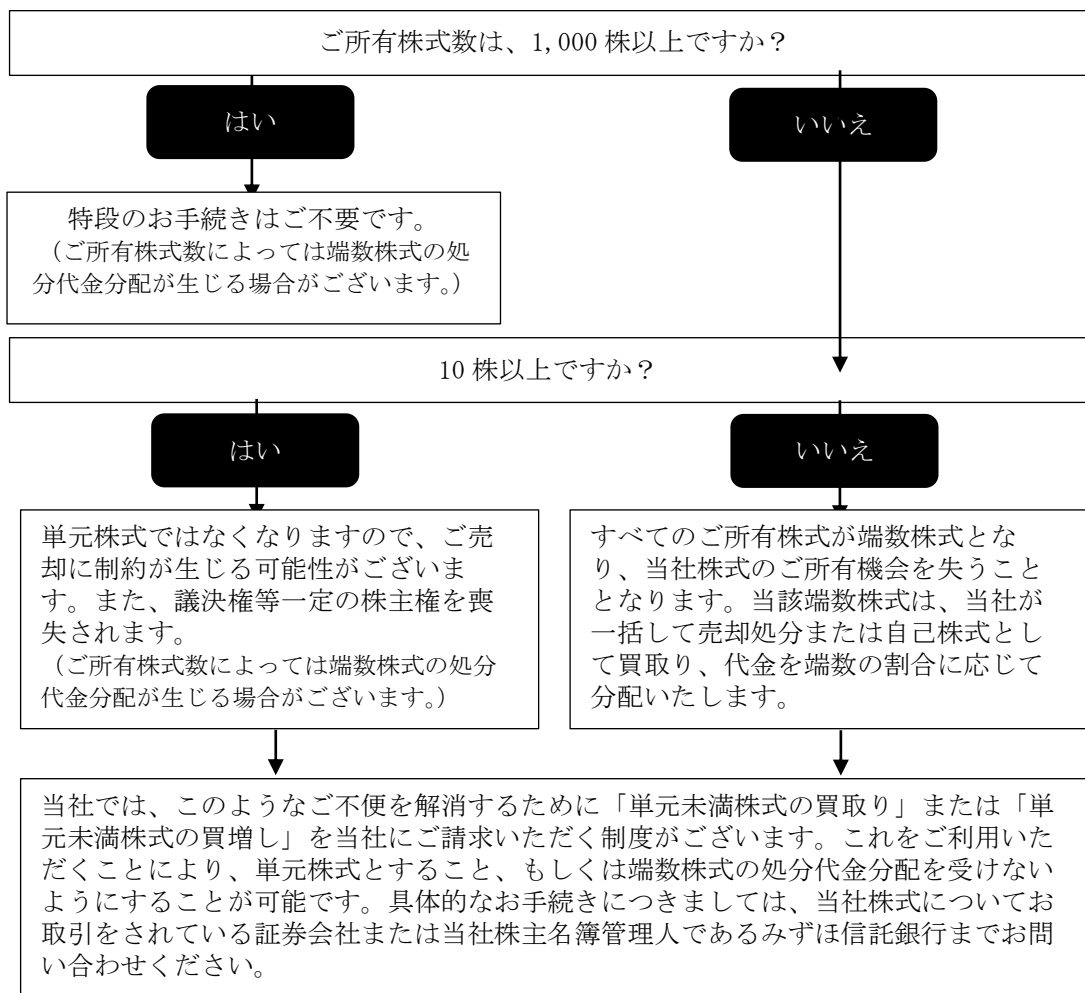 ご所有株式数は、1,000 株以上ですか？
はい
いいえ
特段のお手続きはご不要です。
（ご所有株式数によっては端数株式の処
分代金分配が生じる場合がございます。）
10 株以上ですか？
はい
いいえ
単元株式ではなくなりますので、ご売
却に制約が生じる可能性がございま
す。また、議決権等一定の株主権を喪
失されます。
（ご所有株式数によっては端数株式の処分
代金分配が生じる場合がございます。）
すべてのご所有株式が端数株式とな
り、当社株式のご所有機会を失うこと
となります。当該端数株式は、当社が
一括して売却処分または自己株式とし
て買取り、代金を端数の割合に応じて
分配いたします。
当社では、このようなご不便を解消するために「単元未満株式の買取り」または「単
元未満株式の買増し」を当社にご請求いただく制度がございます。これをご利用いた
だくことにより、単元株式とすること、もしくは端数株式の処分代金分配を受けない
ようにすることが可能です。具体的なお手続きにつきましては、当社株式についてお
取引をされている証券会社または当社株主名簿管理人であるみずほ信託銀行までお問
い合わせください。